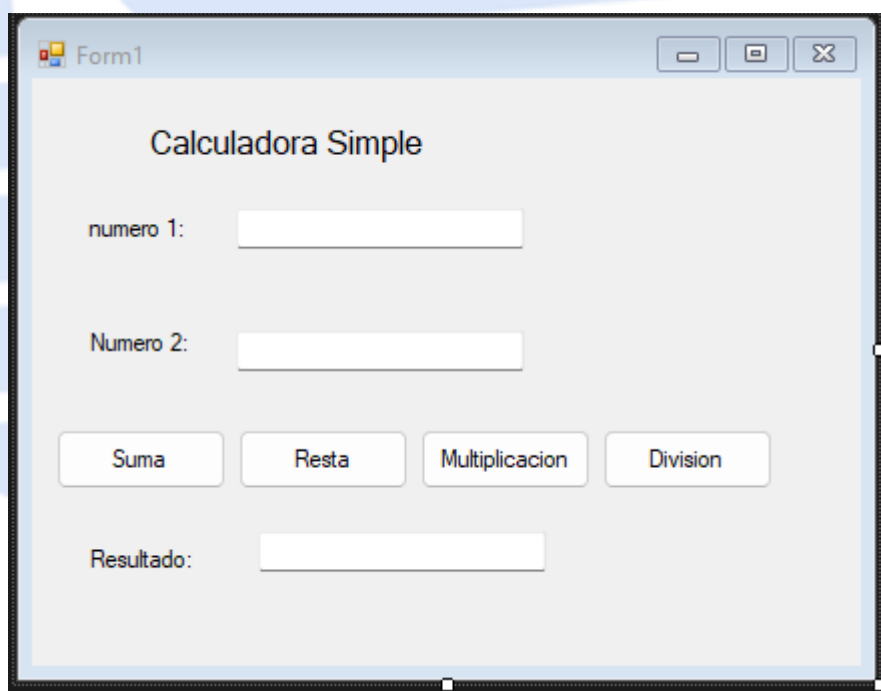 Form1
Calculadora Simple
numero 1:
Numero 2:
Suma Resta Multiplicacion Division
Resultado: